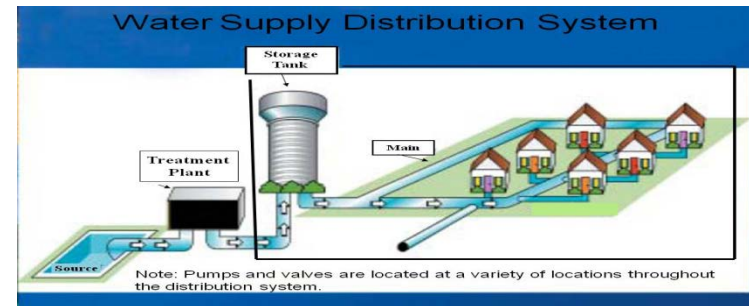 Water Supply Distribution System
Storage
Tank
Main
Treatment
Plant
Source
Note: Pumps and valves are located at a variety of locations throughout
the distribution system.